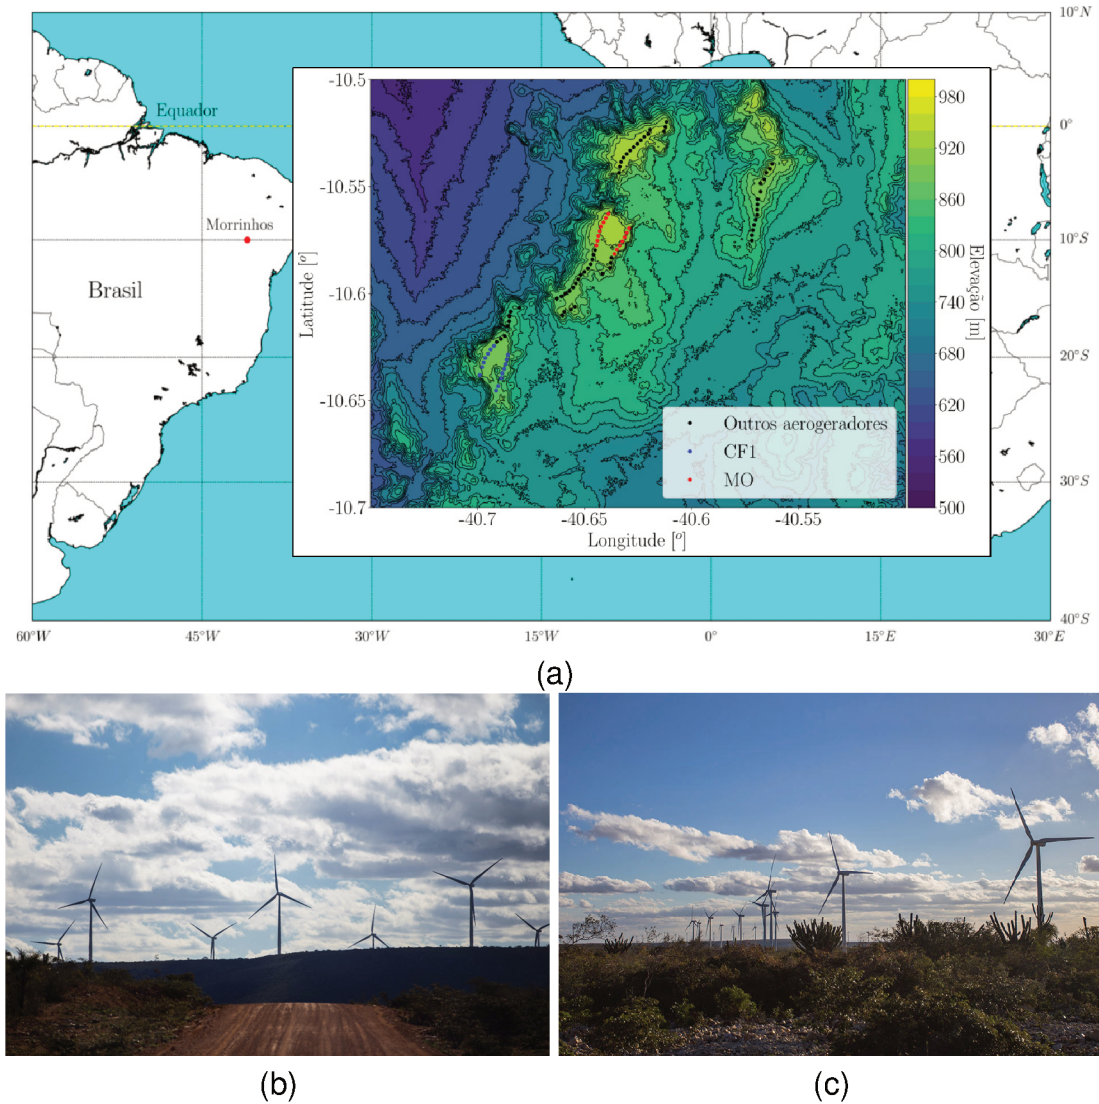 10°N
Equador
0°
Morrinhos
10°S
Brasil
20°S
30°S
40°S
60°W
45°W
30°W
15°W
0°
15°E
30°E
-10.5
-10.55
-10.6
-10.65
-10.7
Latitude [º]
-40.7
-40.65
-40.6
-40.55
Longitude [º]
980
920
860
800
740
680
620
560
500
Elevação [m]
Outros aerogeradores
CF1
MO
(a)
(b)
(c)